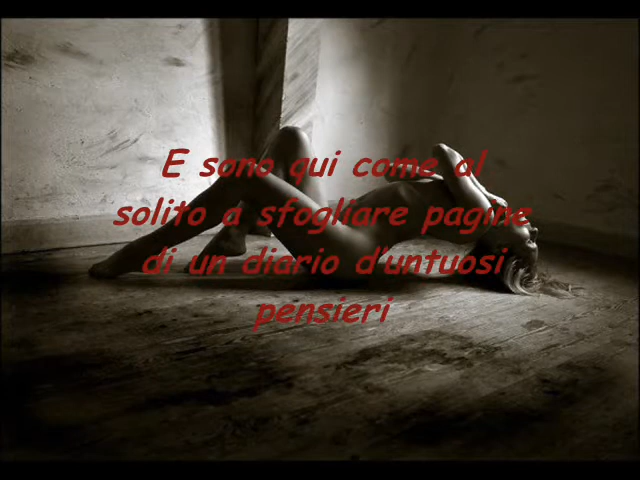 E sono qui come al
solito a sfogliare pagine
di un diario d'untuosi
pensieri